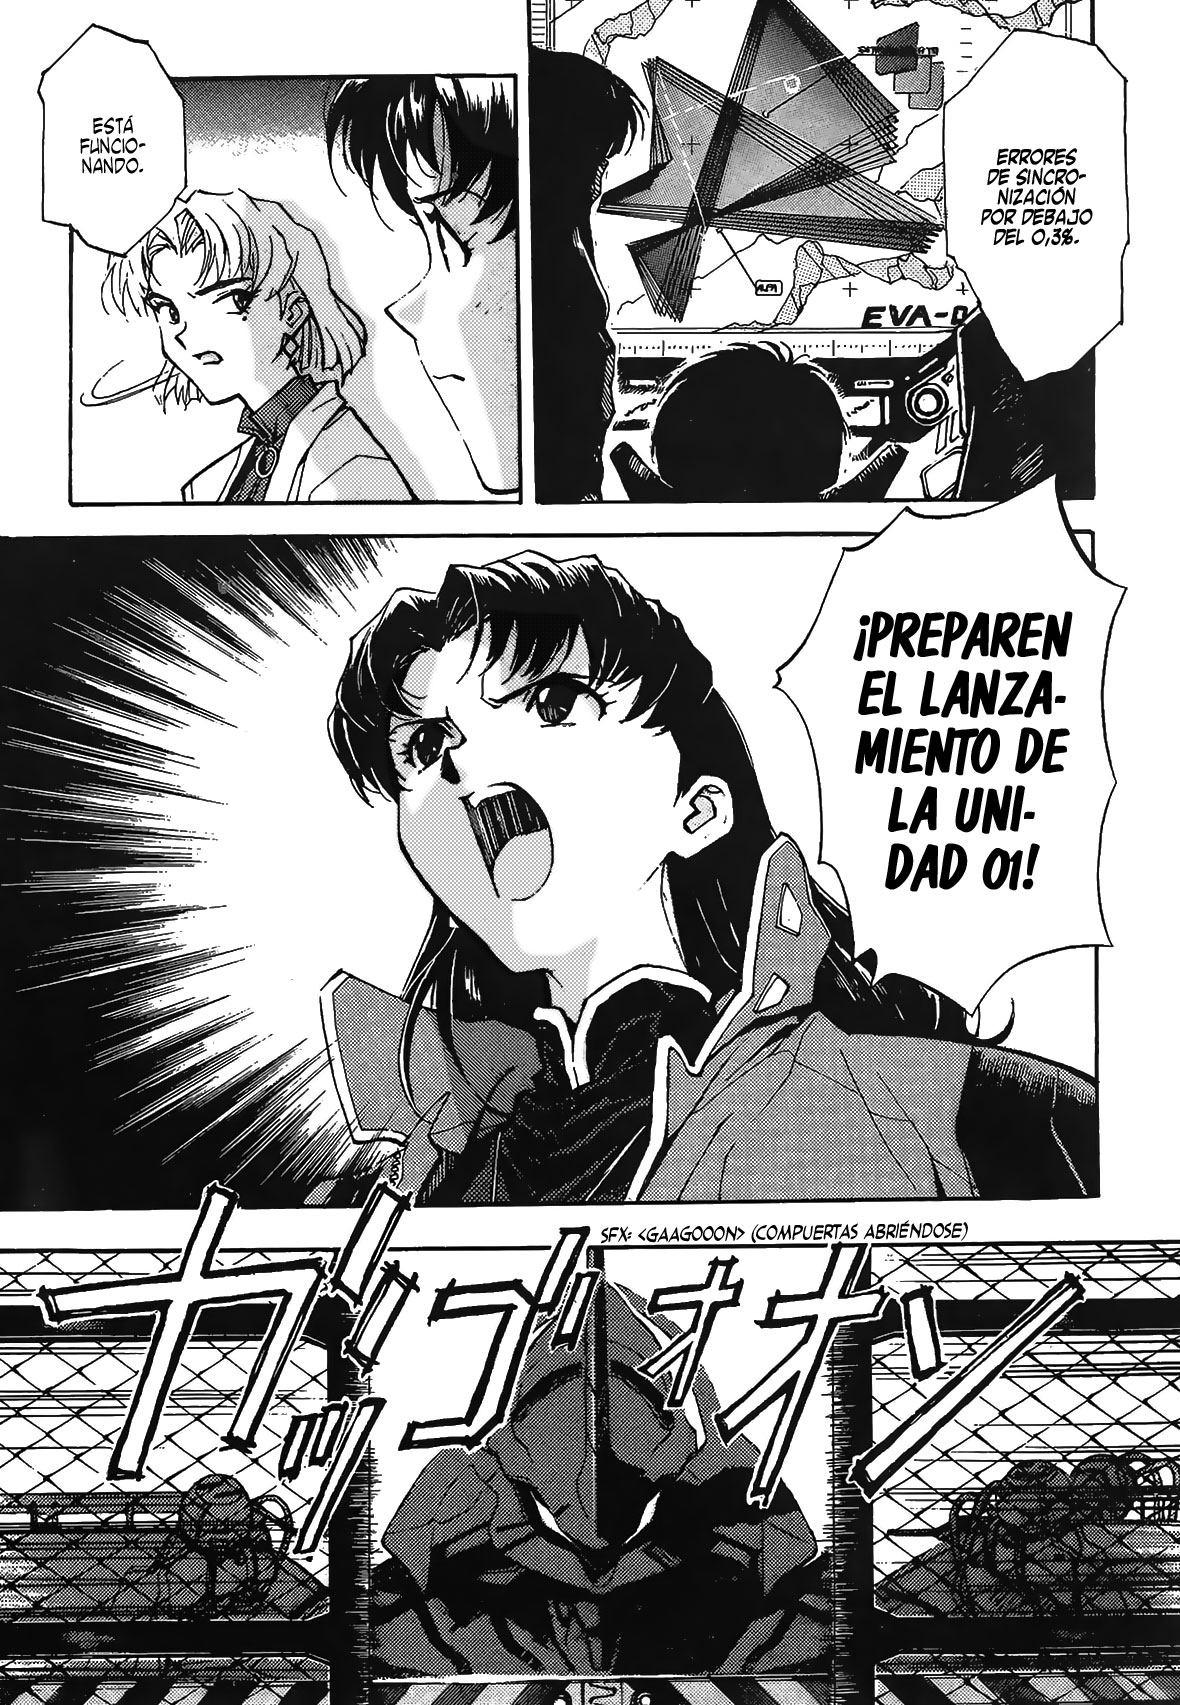 ERRORES
DE SINCRO-
NIZACIÓN
POR DEBAJO
DEL 0,3%.
ALFA
EVA-0
ESTÁ
FUNCIO-
NANDO.
¡PREPAREN
EL LANZA-
MIENTO DE
LA UNI-
DAD 01!
SFX: <GAAGOOON> (COMPUERTAS ABRIÉNDOSE)
ガゴオオン